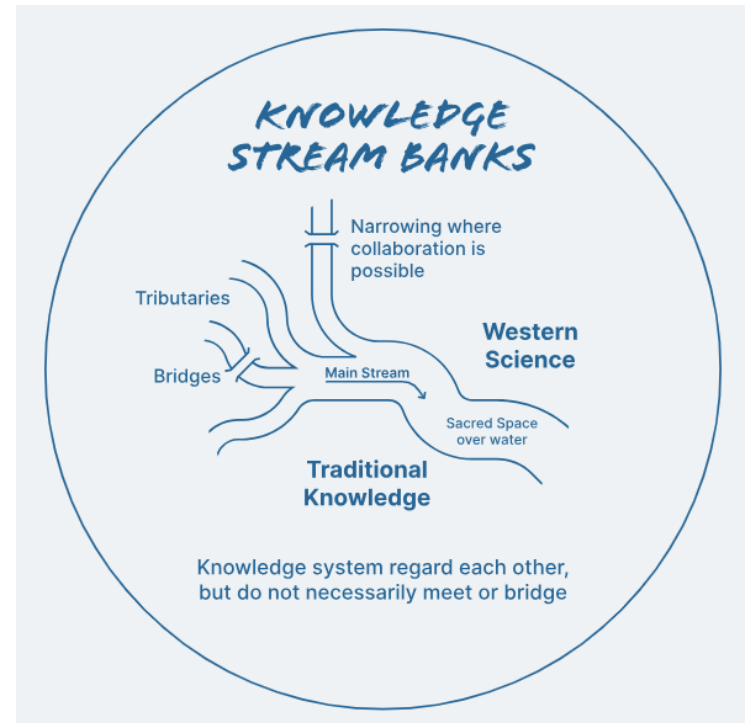 KNOWLEDGE
STREAM BANKS
Narrowing where
collaboration is
possible
Tributaries
Western
Science
Bridges
Main Stream
Sacred Space
over water
Traditional
Knowledge
Knowledge system regard each other,
but do not necessarily meet or bridge